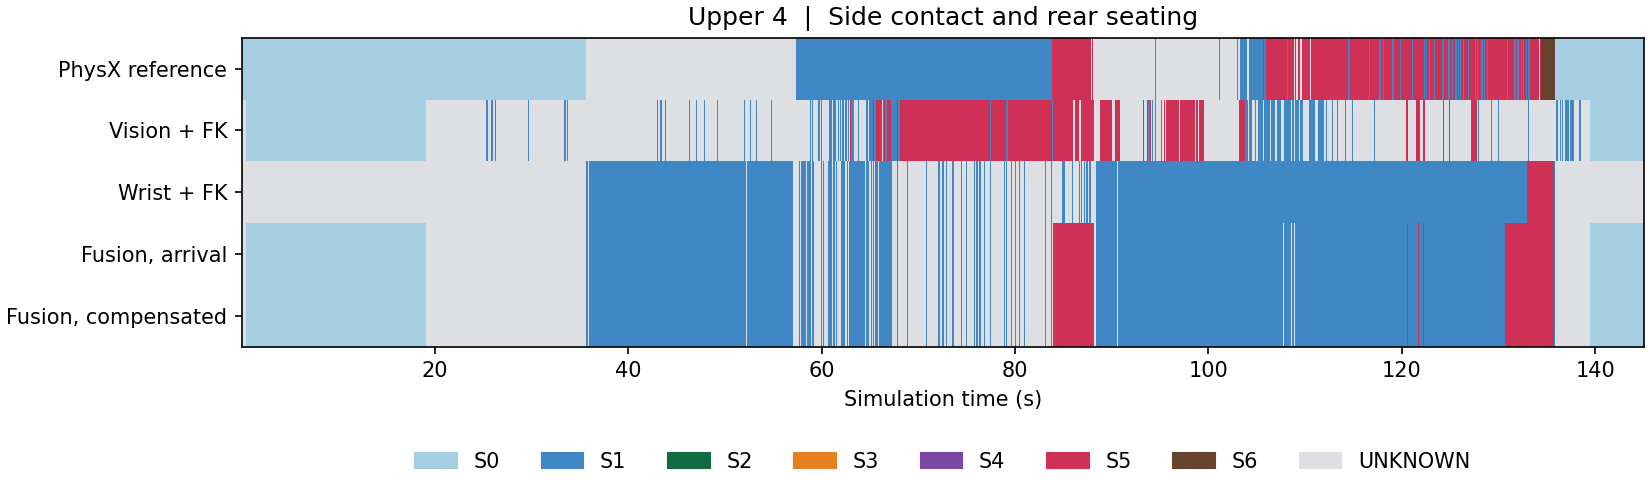 Upper 4 | Side contact and rear seating
PhysX reference
Vision + FK
Wrist + FK
Fusion, arrival
Fusion, compensated
20 40 60 80 100 120 140
Simulation time (s)
S0 S1 S2 S3 S4 S5 S6 UNKNOWN